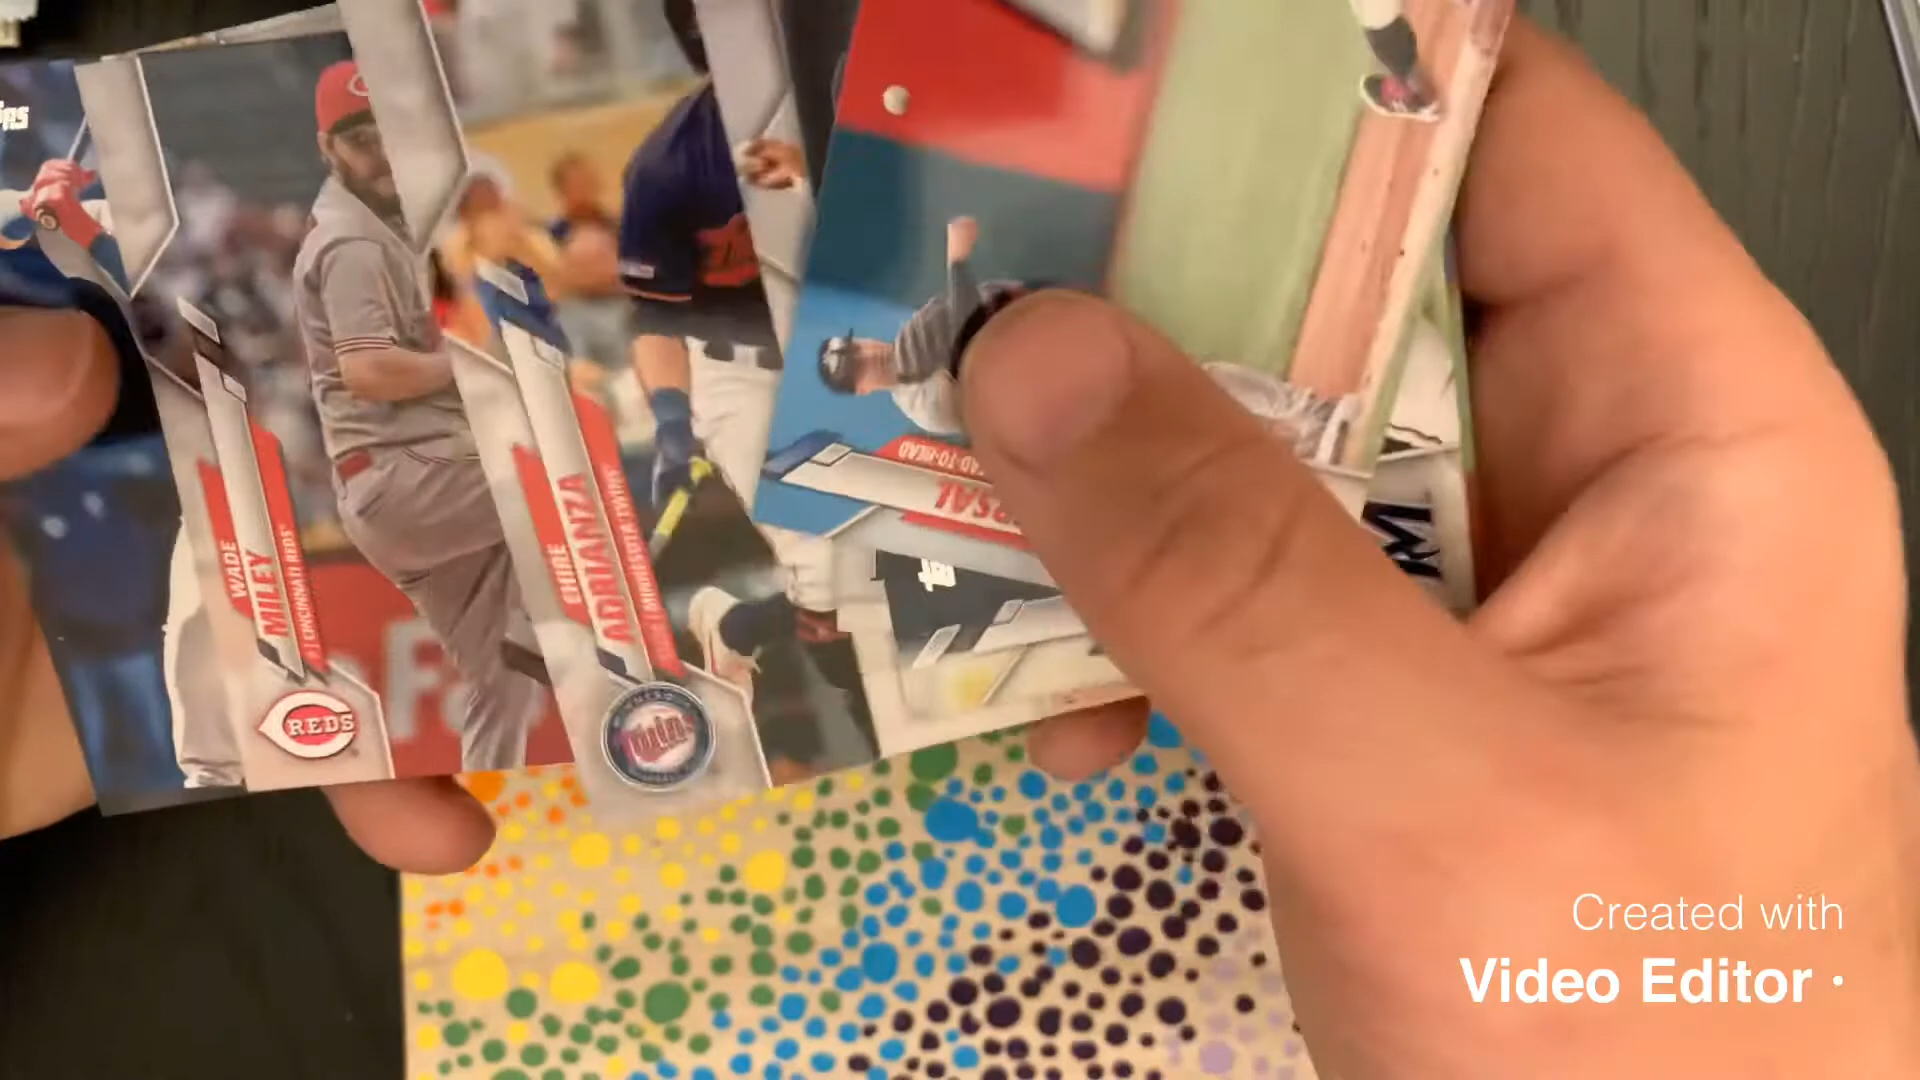 WADE
MILEY
CINCINNATI REDS
REDS
EHIRE
ADRIANZA
MINNESOTA TWINS
Twins
Created with
Video Editor